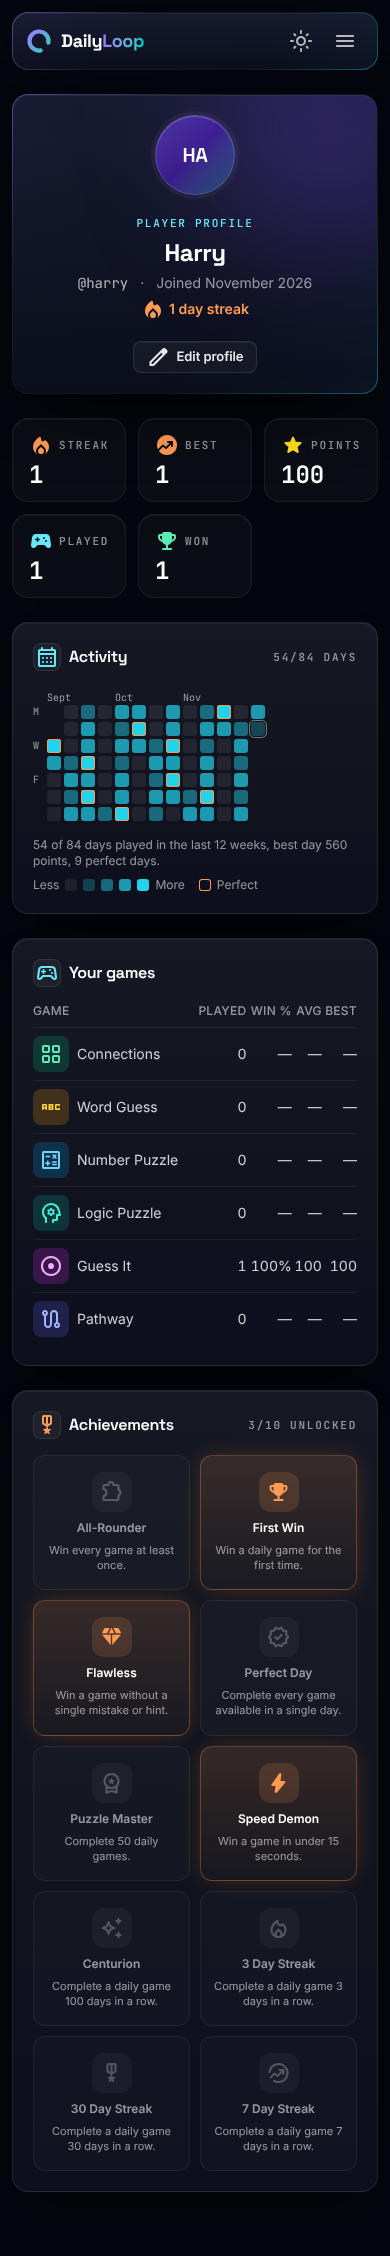 DailyLoop
HA
PLAYER PROFILE
Harry
@harry · Joined November 2026
1 day streak
Edit profile
STREAK
1
BEST
1
POINTS
100
PLAYED
1
WON
1
Activity
54/84 DAYS
Sept Oct Nov
M
W
F
54 of 84 days played in the last 12 weeks, best day 560
points, 9 perfect days.
Less More Perfect
Your games
GAME PLAYED WIN % AVG BEST
Connections 0 — — —
ABC Word Guess 0 — — —
Number Puzzle 0 — — —
Logic Puzzle 0 — — —
Guess It 1 100% 100 100
Pathway 0 — — —
Achievements
3/10 UNLOCKED
All-Rounder
Win every game at least
once.
First Win
Win a daily game for the
first time.
Flawless
Win a game without a
single mistake or hint.
Perfect Day
Complete every game
available in a single day.
Puzzle Master
Complete 50 daily
games.
Speed Demon
Win a game in under 15
seconds.
Centurion
Complete a daily game
100 days in a row.
3 Day Streak
Complete a daily game 3
days in a row.
30 Day Streak
Complete a daily game
30 days in a row.
7 Day Streak
Complete a daily game 7
days in a row.